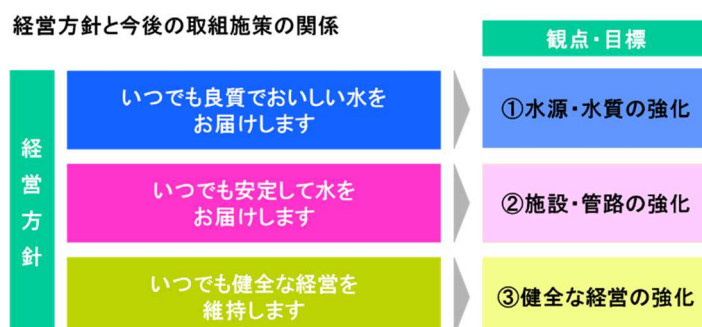 経営方針と今後の取組施策の関係
観点・目標
経営方針
いつでも良質でおいしい水を
お届けします
①水源・水質の強化
いつでも安定して水を
お届けします
②施設・管路の強化
いつでも健全な経営を
維持します
③健全な経営の強化